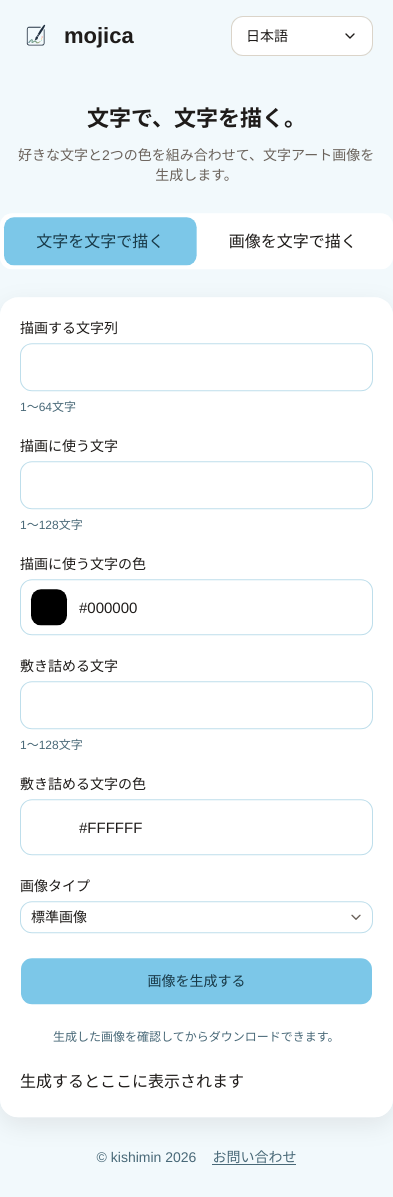 mojica
日本語
文字で、文字を描く。
好きな文字と2つの色を組み合わせて、文字アート画像を
生成します。
文字を文字で描く
画像を文字で描く
描画する文字列
1〜64文字
描画に使う文字
1〜128文字
描画に使う文字の色
#000000
敷き詰める文字
1〜128文字
敷き詰める文字の色
#FFFFFF
画像タイプ
標準画像
画像を生成する
生成した画像を確認してからダウンロードできます。
生成するとここに表示されます
© kishimin 2026 お問い合わせ